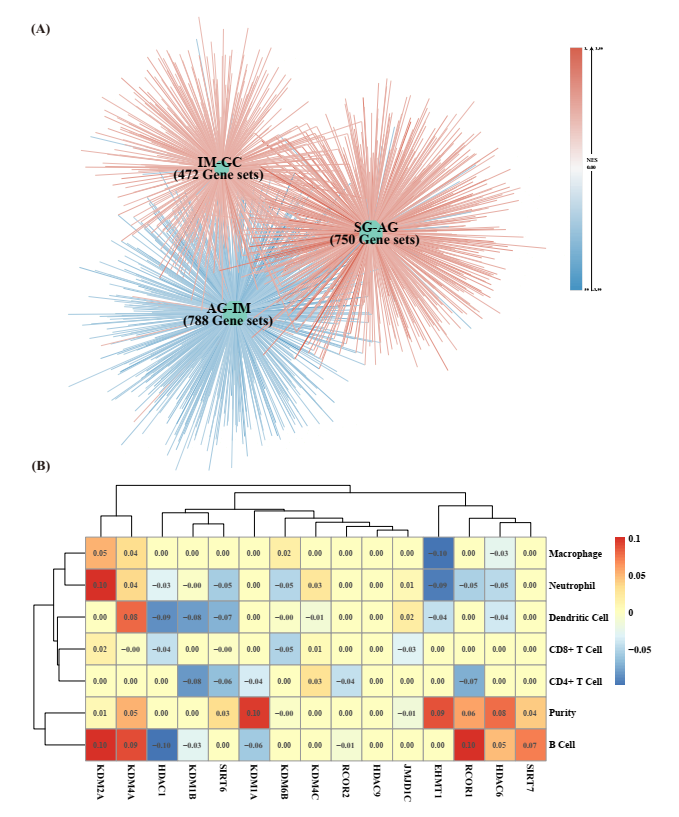 (A)
IM-GC
(472 Gene sets)
SG-AG
(750 Gene sets)
AG-IM
(788 Gene sets)
NES
0.00
(B)
0.05 0.04 0.00 0.00 0.00 0.00 0.02 0.00 0.00 0.00 0.00 −0.10 0.00 −0.03 0.00 Macrophage
0.04 −0.03 −0.00 −0.05 0.00 −0.05 0.03 0.00 0.00 0.01 −0.09 −0.05 −0.05 0.00 Neutrophil
0.00 0.08 −0.09 −0.08 −0.07 0.00 −0.00 −0.01 0.00 0.00 0.02 −0.04 0.00 −0.04 0.00 Dendritic Cell
0.02 −0.00 −0.04 0.00 −0.00 0.00 −0.05 0.01 0.00 0.00 −0.03 0.00 0.00 0.00 0.00 CD8+ T Cell
0.00 0.00 0.00 −0.08 −0.06 −0.04 0.00 0.03 −0.04 0.00 0.00 0.00 −0.07 0.00 0.00 CD4+ T Cell
0.01 0.05 0.00 0.00 0.03 0.10 −0.00 0.00 0.00 0.00 −0.01 0.09 0.06 0.08 0.04 Purity
0.09 −0.10 −0.03 0.00 −0.06 0.00 0.00 −0.01 0.00 0.00 0.00 0.05 0.07 B Cell
KDM2A KDM4A HDAC1 KDM1B SIRT6 KDM1A KDM6B KDM4C RCOR2 HDAC9 JMJD1C EHMT1 RCOR1 HDAC6 SIRT7
0.1
0.05
0
−0.05